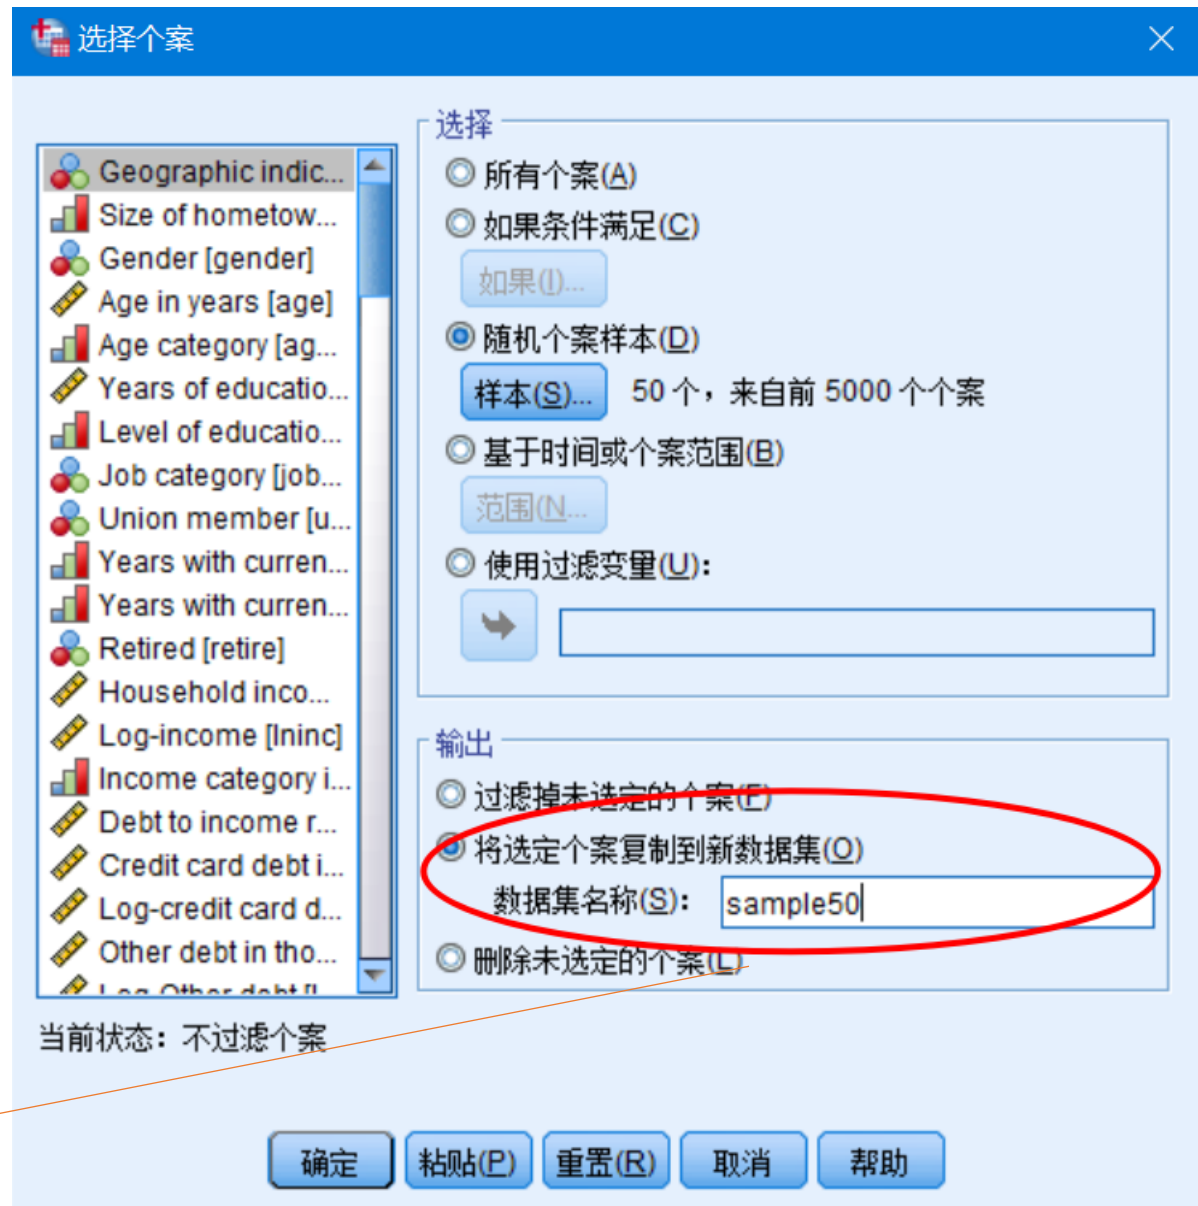 选择个案
Geographic indic...
Size of hometow...
Gender [gender]
Age in years [age]
Age category [ag...
Years of educatio...
Level of educatio...
Job category [job...
Union member [u...
Years with curren...
Years with curren...
Retired [retire]
Household inco...
Log-income [lninc]
Income category i...
Debt to income r...
Credit card debt i...
Log-credit card d...
Other debt in tho...
Log-Other debt [l
选择
所有个案(A)
如果条件满足(C)
如果(I)...
随机个案样本(D)
样本(S)... 50 个，来自前 5000 个个案
基于时间或个案范围(B)
范围(N...
使用过滤变量(U)：
输出
过滤掉未选定的个案(F)
将选定个案复制到新数据集(O)
数据集名称(S)： sample50
删除未选定的个案(L)
当前状态：不过滤个案
确定 粘贴(P) 重置(R) 取消 帮助